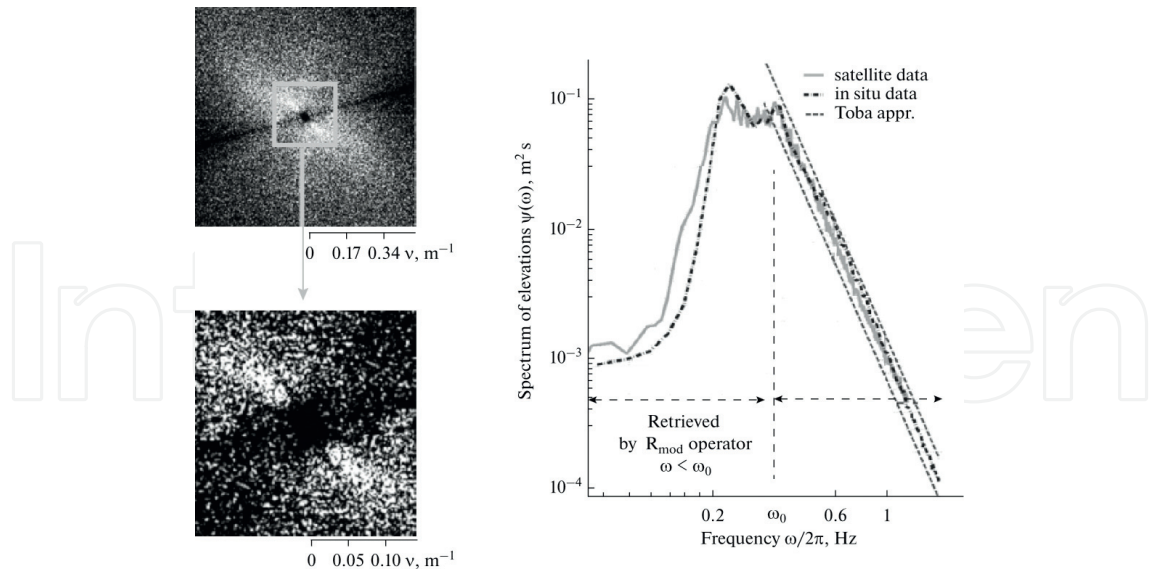 0 0.17 0.34 ν, m⁻¹
0 0.05 0.10 ν, m⁻¹
Spectrum of elevations ψ(ω), m² s
10⁻¹
10⁻²
10⁻³
10⁻⁴
satellite data
in situ data
Toba appr.
Retrieved
by R_mod operator
ω < ω₀
0.2 ω₀ 0.6 1
Frequency ω/2π, Hz